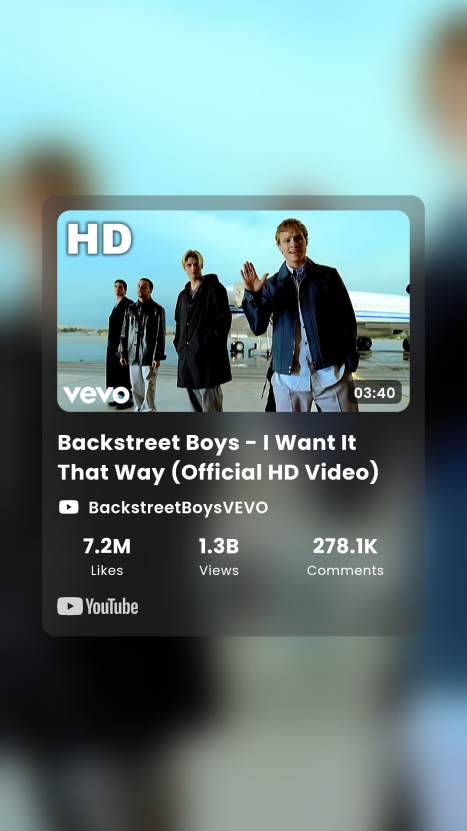 HD
vevo
03:40
Backstreet Boys - I Want It
That Way (Official HD Video)
BackstreetBoysVEVO
7.2M 1.3B 278.1K
Likes Views Comments
YouTube